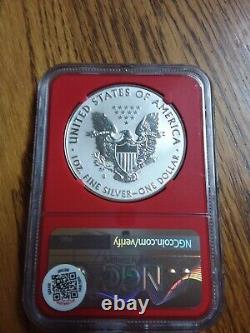 UNITED STATES OF AMERICA
1 OZ. FINE SILVER~ONE DOLLAR
NGCcoin.com/verify
NGC